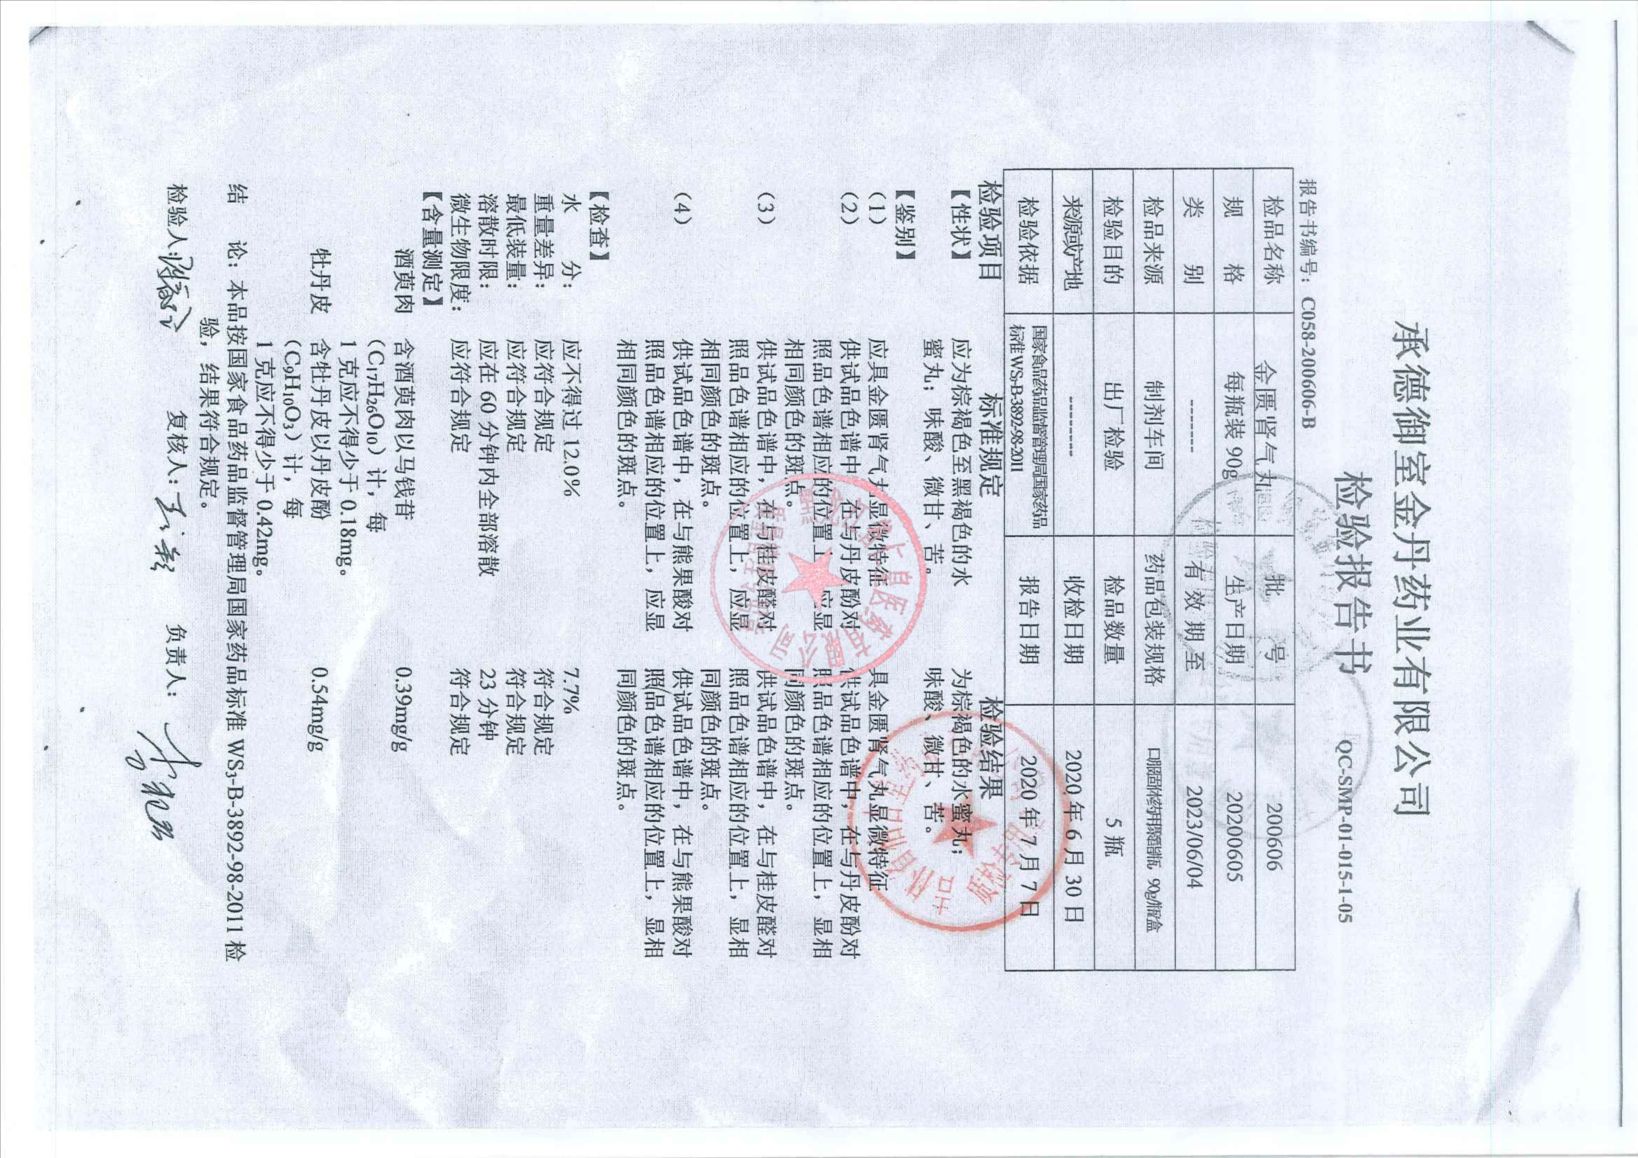 承德御室金丹药业有限公司
检验报告书 QC-SMP-01-015-1-05
报告书编号：C058-200606-B
检品名称 金匮肾气丸 批 号 200606
规 格 每瓶装 90g 生产日期 20200605
类 别 ------- 有 效 期 至 2023/06/04
检品来源 制剂车间 药品包装规格 口服固体药用聚酯瓶，90g/瓶/盒
检验目的 出厂检验 检品数量 5 瓶
来源或产地 --------- 收检日期 2020 年 6 月 30 日
检验依据 国家食品药品监督管理局国家药品标准 WS₃-B-3892-98-2011 报告日期 2020 年 7 月 7 日
检验项目 标准规定 检验结果
【性状】 应为棕褐色至黑褐色的水 为棕褐色的水蜜丸；
蜜丸；味酸、微甘、苦。 味酸、微甘、苦。
【鉴别】
（1） 应具金匮肾气丸显微特征 具金匮肾气丸显微特征
（2） 供试品色谱中，在与丹皮酚对 供试品色谱中，在与丹皮酚对
照品色谱相应的位置上，应显 照品色谱相应的位置上，显相
相同颜色的斑点。 同颜色的斑点。
（3） 供试品色谱中，在与桂皮醛对 供试品色谱中，在与桂皮醛对
照品色谱相应的位置上，应显 照品色谱相应的位置上，显相
相同颜色的斑点。 同颜色的斑点。
（4） 供试品色谱中，在与熊果酸对 供试品色谱中，在与熊果酸对
照品色谱相应的位置上，应显 照品色谱相应的位置上，显相
相同颜色的斑点。 同颜色的斑点。
【检查】
水 分： 应不得过 12.0% 7.7%
重量差异： 应符合规定 符合规定
最低装量： 应符合规定 符合规定
溶散时限： 应在 60 分钟内全部溶散 23 分钟
微生物限度： 应符合规定 符合规定
【含量测定】
酒萸肉 含酒萸肉以马钱苷 0.39mg/g
（C₁₇H₂₆O₁₀）计，每
1 克应不得少于 0.18mg。
牡丹皮 含牡丹皮以丹皮酚 0.54mg/g
（C₉H₁₀O₃）计，每
1 克应不得少于 0.42mg。
结 论：本品按国家食品药品监督管理局国家药品标准 WS₃-B-3892-98-2011 检
验，结果符合规定。
检验人： 复核人： 负责人：
质检专用